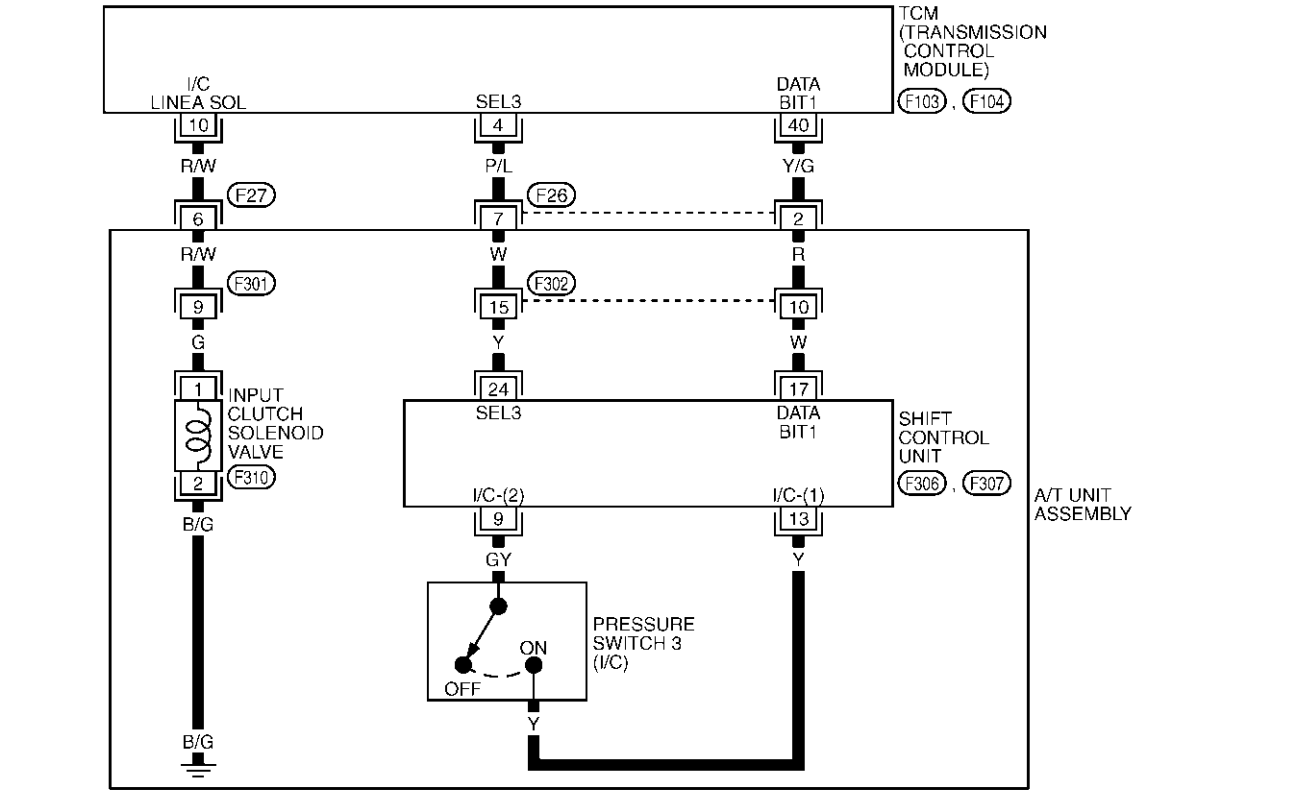 TCM
(TRANSMISSION
CONTROL
MODULE)
F103 , F104
I/C
LINEA SOL
SEL3
DATA
BIT1
10
4
40
R/W
P/L
Y/G
F27
F26
6
7
2
R/W
W
R
F301
F302
9
15
10
G
Y
W
1
24
17
INPUT
CLUTCH
SOLENOID
VALVE
F310
2
SEL3
DATA
BIT1
SHIFT
CONTROL
UNIT
F306 , F307
I/C-(2)
I/C-(1)
9
13
A/T UNIT
ASSEMBLY
B/G
GY
Y
PRESSURE
SWITCH 3
(I/C)
ON
OFF
Y
B/G